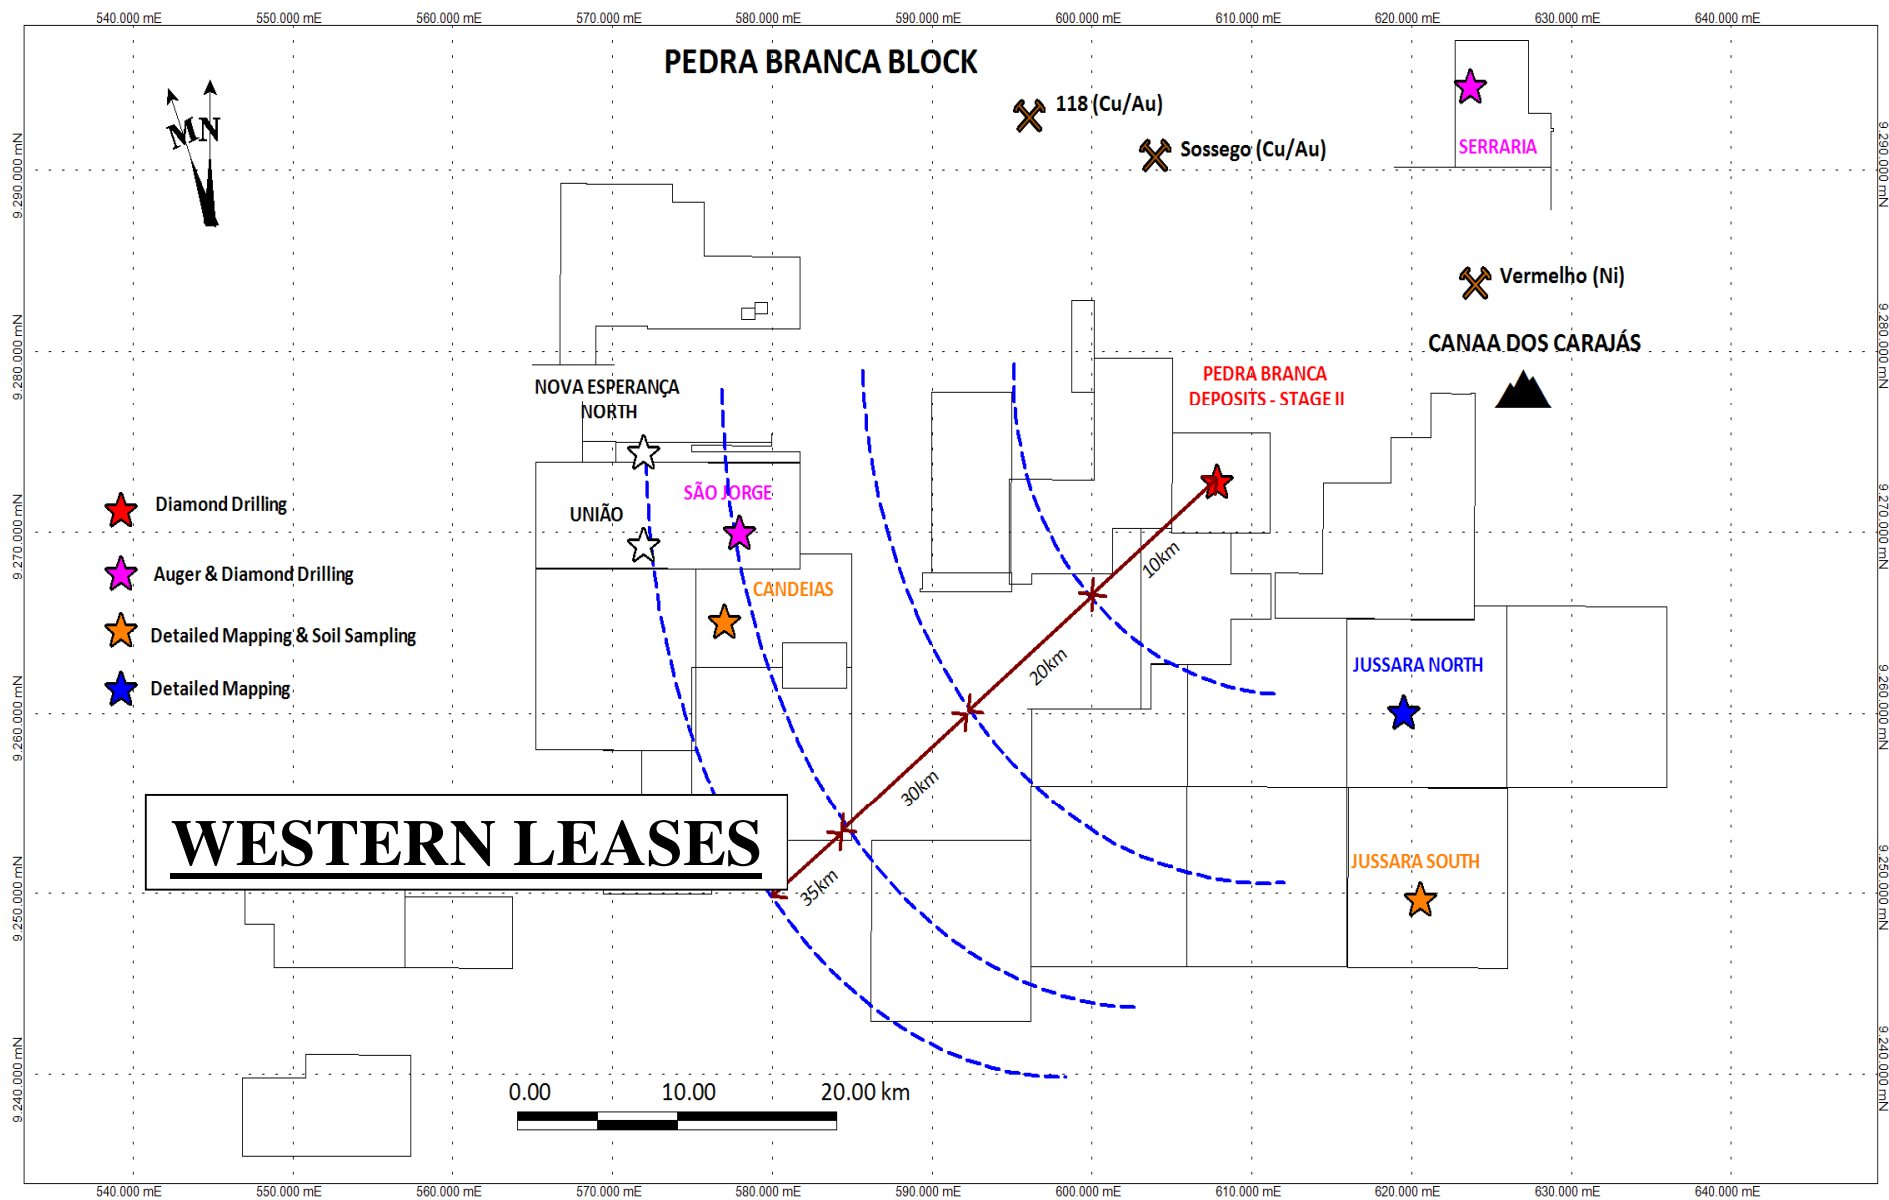 540.000 mE 550.000 mE 560.000 mE 570.000 mE 580.000 mE 590.000 mE 600.000 mE 610.000 mE 620.000 mE 630.000 mE 640.000 mE
PEDRA BRANCA BLOCK
118 (Cu/Au)
Sossego (Cu/Au)
SERRARIA
MN N
9.290.000 mN
9.290.000 mN
Vermelho (Ni)
CANAA DOS CARAJÁS
9.280.000 mN
9.280.000 mN
NOVA ESPERANÇA
NORTH
PEDRA BRANCA
DEPOSITS - STAGE II
SÃO JORGE
UNIÃO
9.270.000 mN
9.270.000 mN
Diamond Drilling
Auger & Diamond Drilling
Detailed Mapping & Soil Sampling
Detailed Mapping
CANDEIAS
10km
20km
30km
35km
JUSSARA NORTH
9.260.000 mN
9.260.000 mN
WESTERN LEASES
JUSSARA SOUTH
9.250.000 mN
9.250.000 mN
9.240.000 mN
9.240.000 mN
0.00 10.00 20.00 km
540.000 mE 550.000 mE 560.000 mE 570.000 mE 580.000 mE 590.000 mE 600.000 mE 610.000 mE 620.000 mE 630.000 mE 640.000 mE